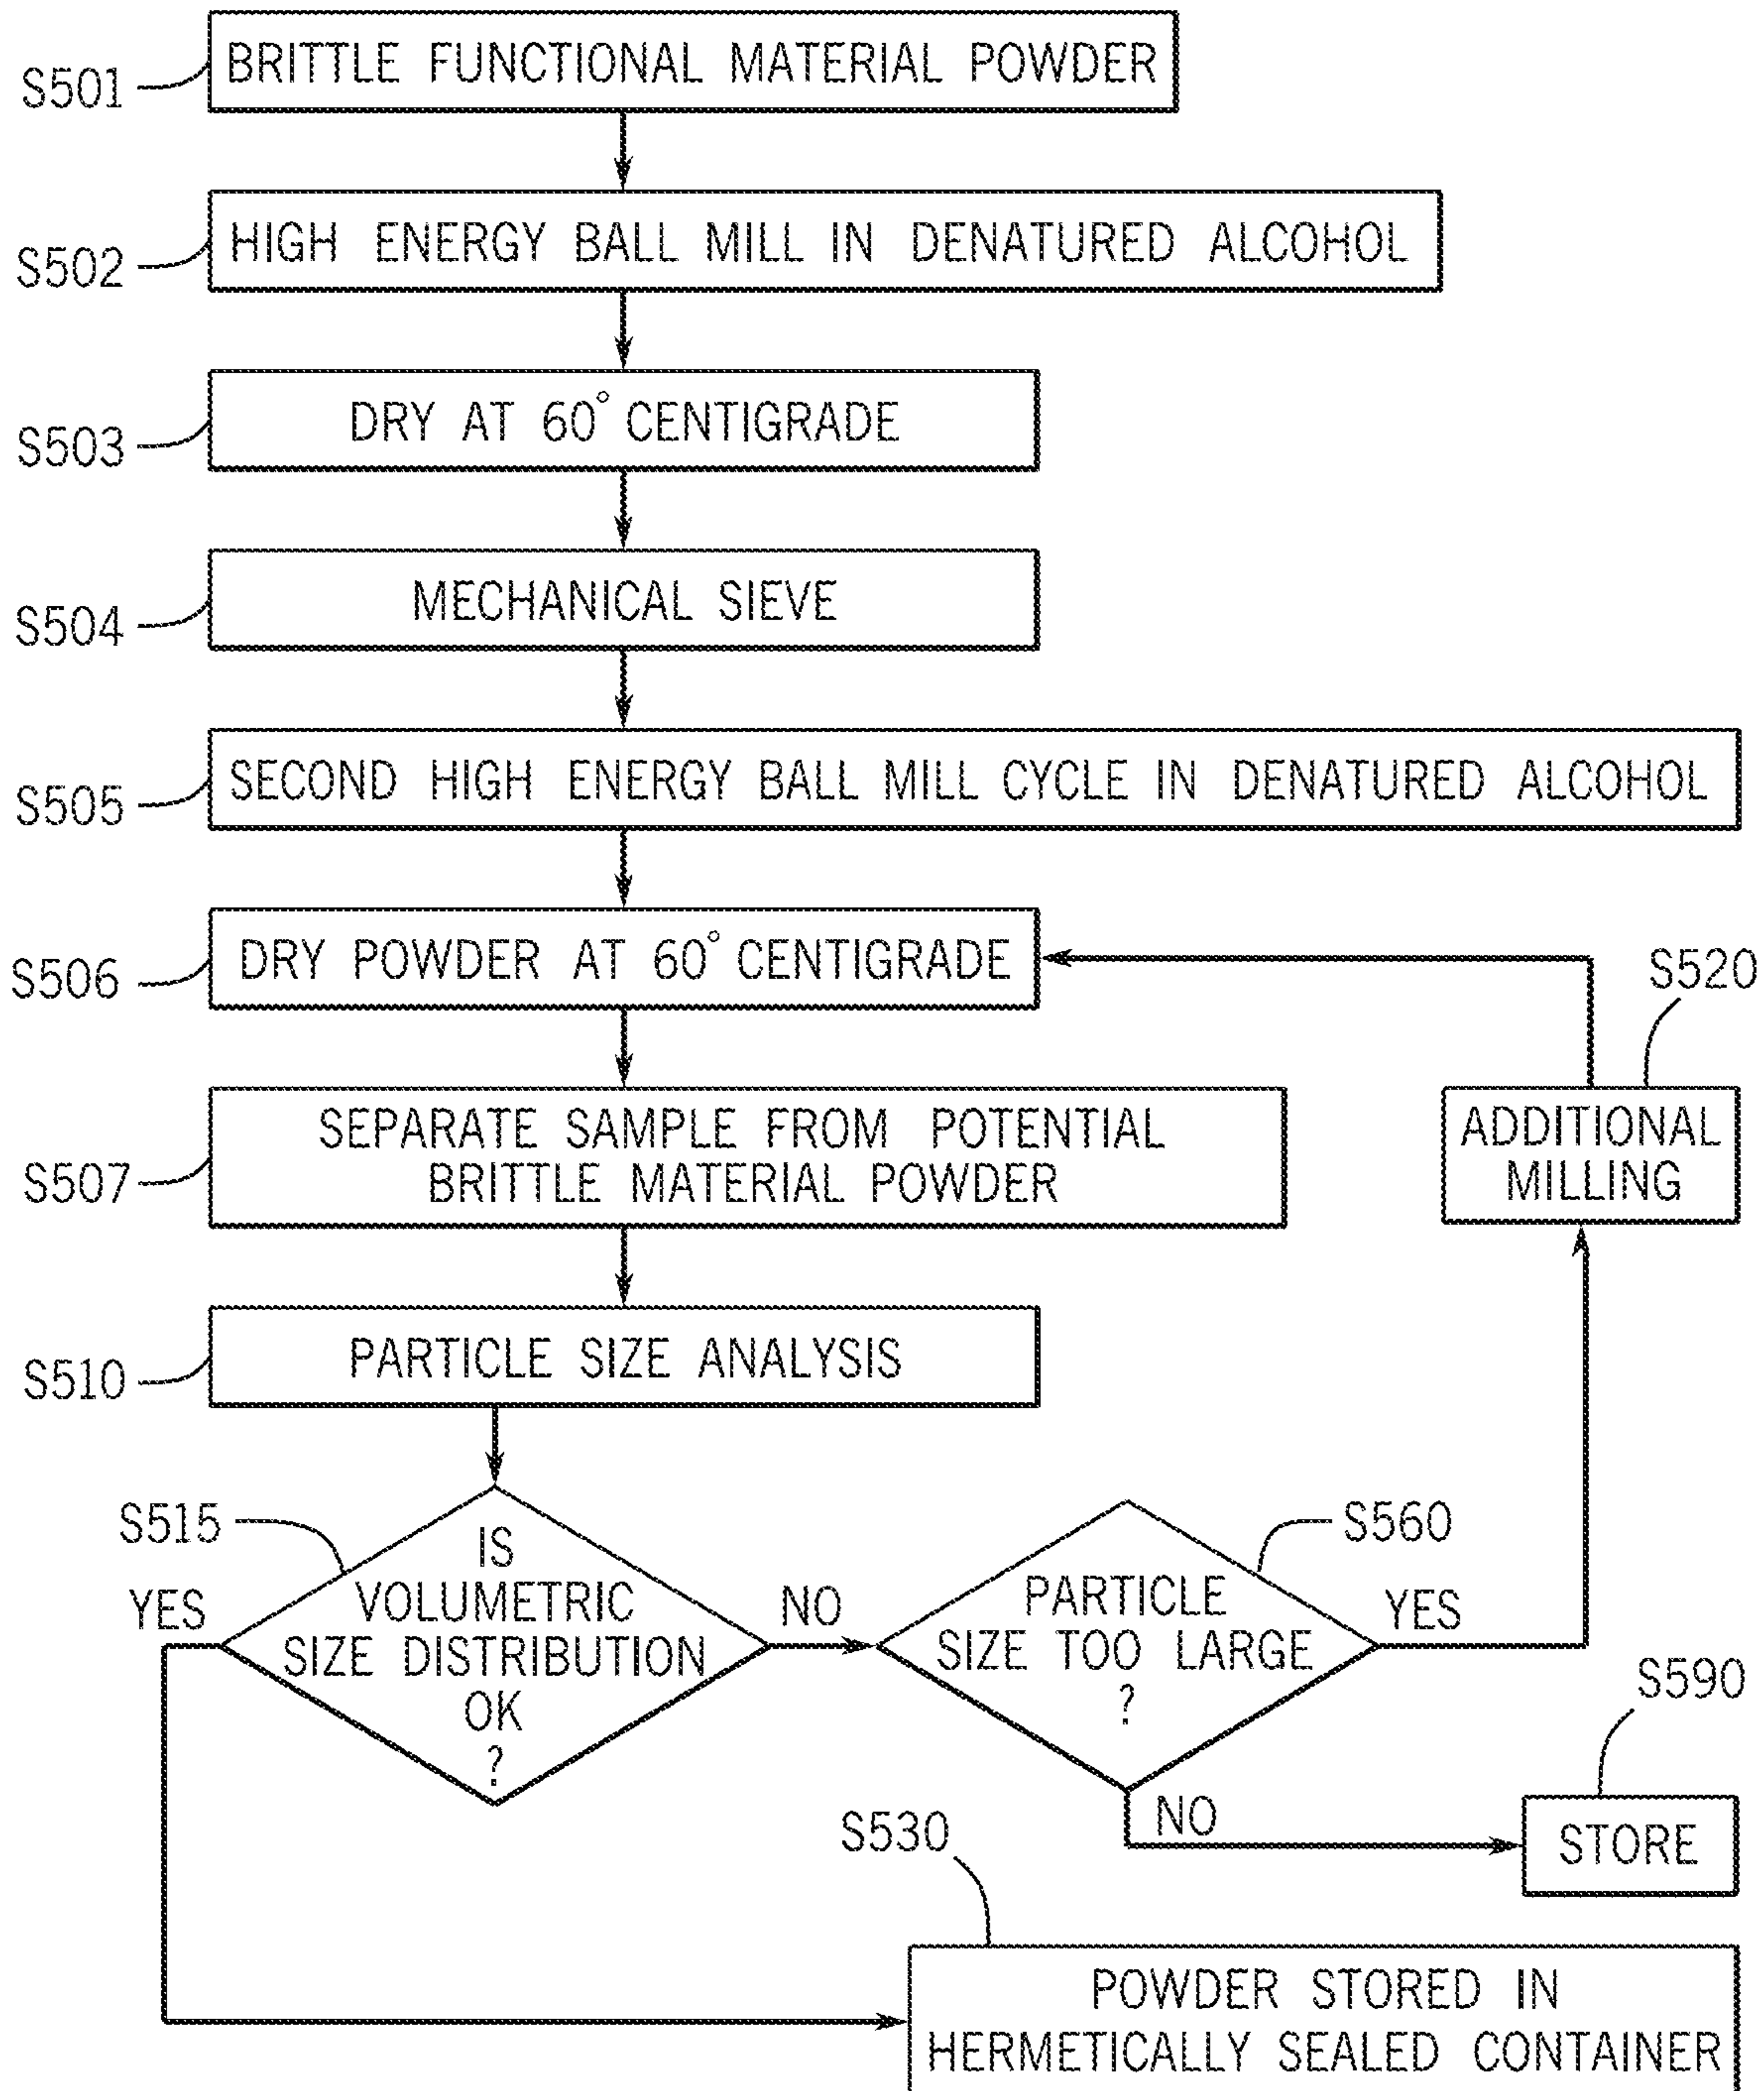 S501
BRITTLE FUNCTIONAL MATERIAL POWDER
S502
HIGH ENERGY BALL MILL IN DENATURED ALCOHOL
S503
DRY AT 60° CENTIGRADE
S504
MECHANICAL SIEVE
S505
SECOND HIGH ENERGY BALL MILL CYCLE IN DENATURED ALCOHOL
S506
DRY POWDER AT 60° CENTIGRADE
S520
ADDITIONAL
MILLING
S507
SEPARATE SAMPLE FROM POTENTIAL
BRITTLE MATERIAL POWDER
S510
PARTICLE SIZE ANALYSIS
S515
IS
VOLUMETRIC
SIZE DISTRIBUTION
OK
?
YES
NO
S560
PARTICLE
SIZE TOO LARGE
?
YES
NO
S590
STORE
S530
POWDER STORED IN
HERMETICALLY SEALED CONTAINER